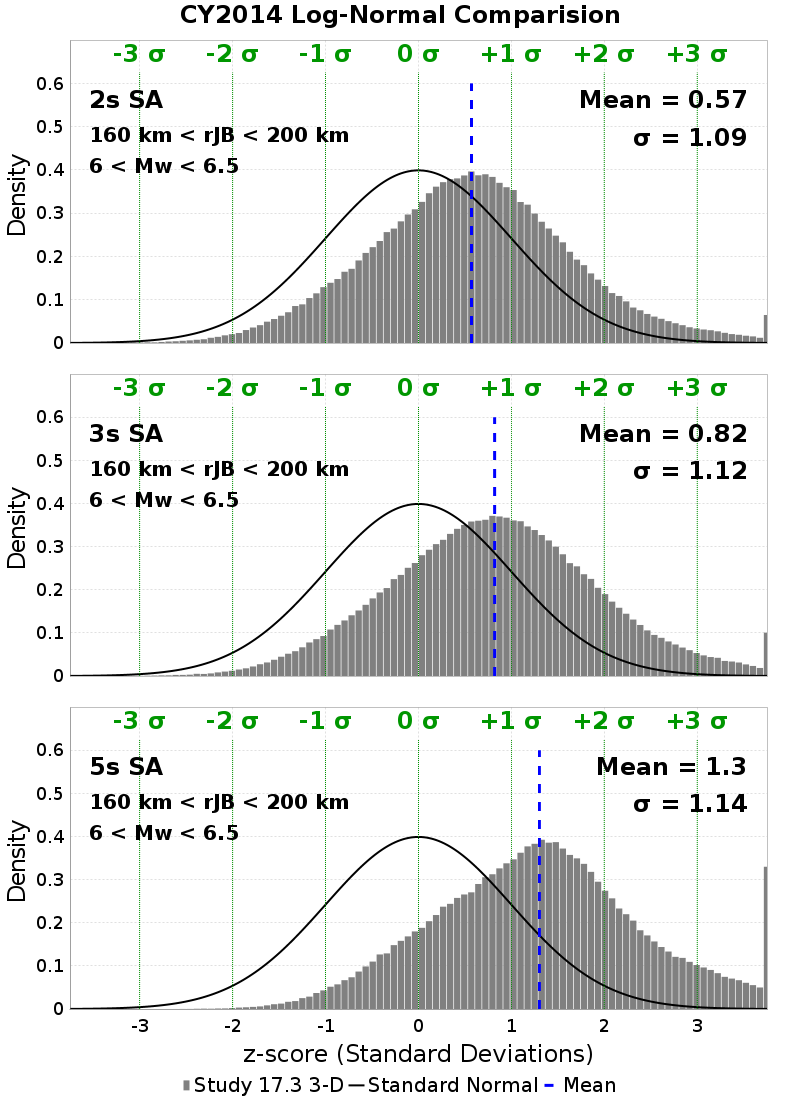 CY2014 Log-Normal Comparision
-3 σ -2 σ -1 σ 0 σ +1 σ +2 σ +3 σ
0.6
2s SA
Mean = 0.57
0.5
160 km < rJB < 200 km
σ = 1.09
6 < Mw < 6.5
0.4
0.3
0.2
0.1
0
Density
-3 σ -2 σ -1 σ 0 σ +1 σ +2 σ +3 σ
0.6
3s SA
Mean = 0.82
0.5
160 km < rJB < 200 km
σ = 1.12
6 < Mw < 6.5
0.4
0.3
0.2
0.1
0
Density
-3 σ -2 σ -1 σ 0 σ +1 σ +2 σ +3 σ
0.6
5s SA
Mean = 1.3
0.5
160 km < rJB < 200 km
σ = 1.14
6 < Mw < 6.5
0.4
0.3
0.2
0.1
0
Density
-3 -2 -1 0 1 2 3
z-score (Standard Deviations)
Study 17.3 3-D Standard Normal Mean